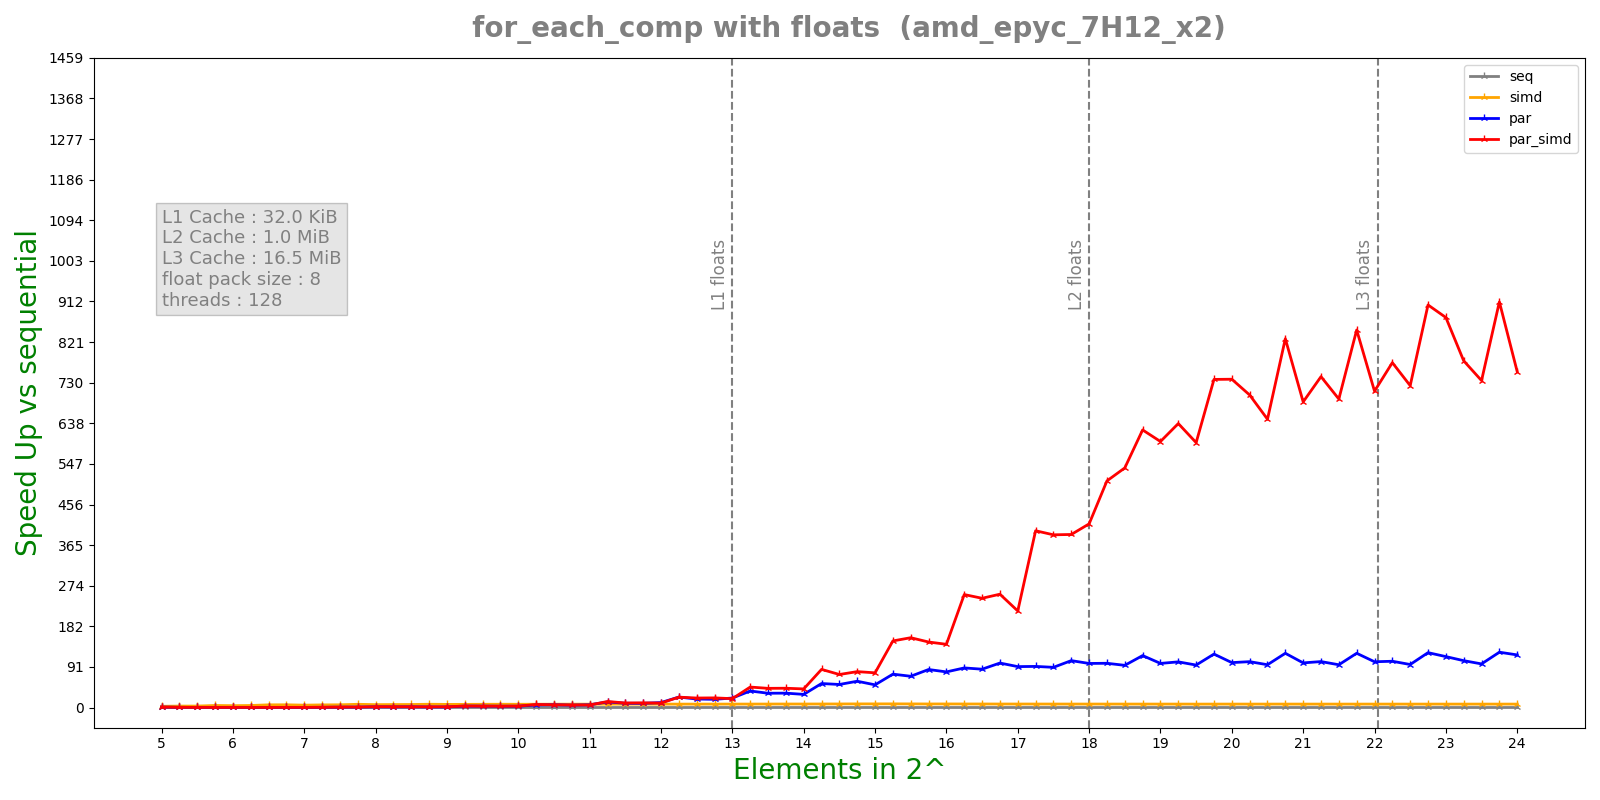 for_each_comp with floats  (amd_epyc_7H12_x2)
Speed Up vs sequential
1459
1368
1277
1186
1094
1003
912
821
730
638
547
456
365
274
182
91
0
L1 Cache : 32.0 KiB
L2 Cache : 1.0 MiB
L3 Cache : 16.5 MiB
float pack size : 8
threads : 128
L1 floats
L2 floats
L3 floats
seq
simd
par
par_simd
5 6 7 8 9 10 11 12 13 14 15 16 17 18 19 20 21 22 23 24
Elements in 2^